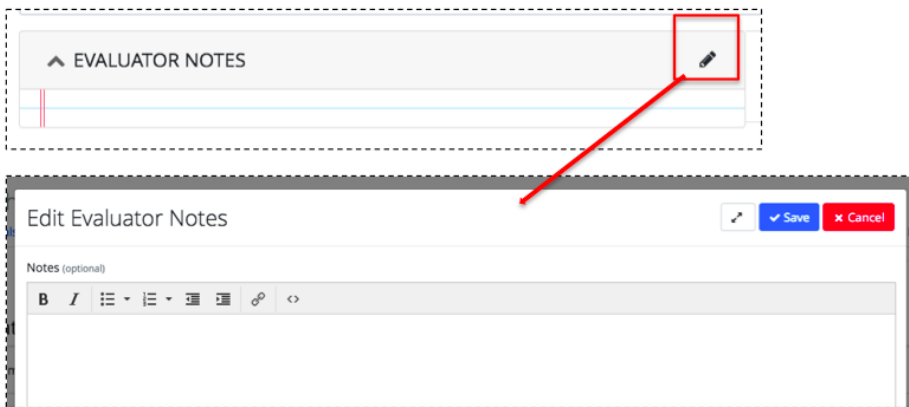 EVALUATOR NOTES
Edit Evaluator Notes
Save
Cancel
Notes (optional)
B I